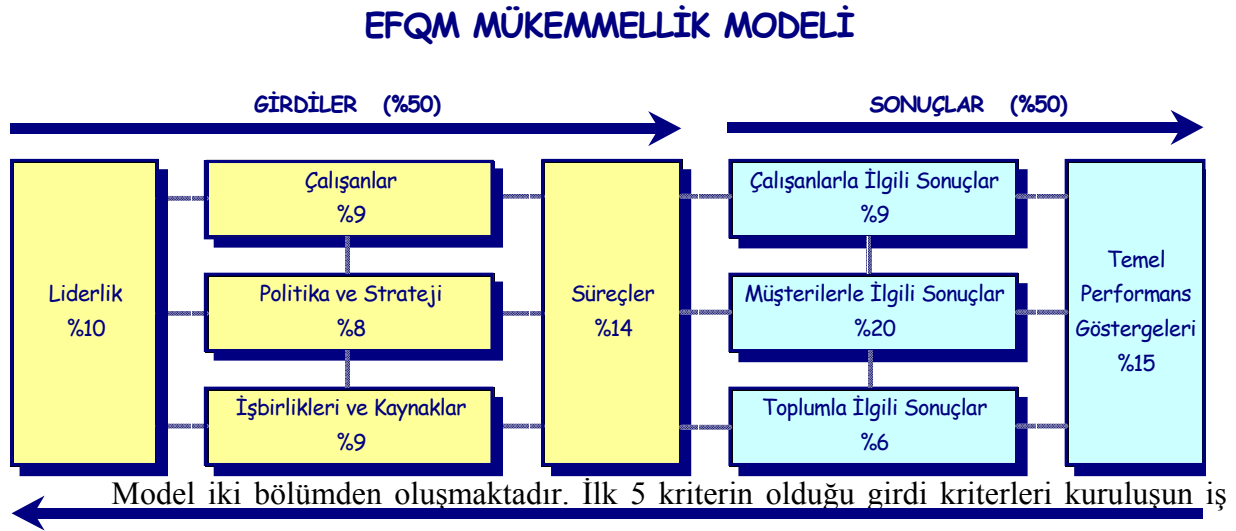 EFQM MÜKEMMELLİK MODELİ
GİRDİLER (%50)
SONUÇLAR (%50)
Liderlik
%10
Çalışanlar
%9
Politika ve Strateji
%8
İşbirlikleri ve Kaynaklar
%9
Süreçler
%14
Çalışanlarla İlgili Sonuçlar
%9
Müşterilerle İlgili Sonuçlar
%20
Toplumla İlgili Sonuçlar
%6
Temel
Performans
Göstergeleri
%15
Model iki bölümden oluşmaktadır. İlk 5 kriterin olduğu girdi kriterleri kuruluşun iş